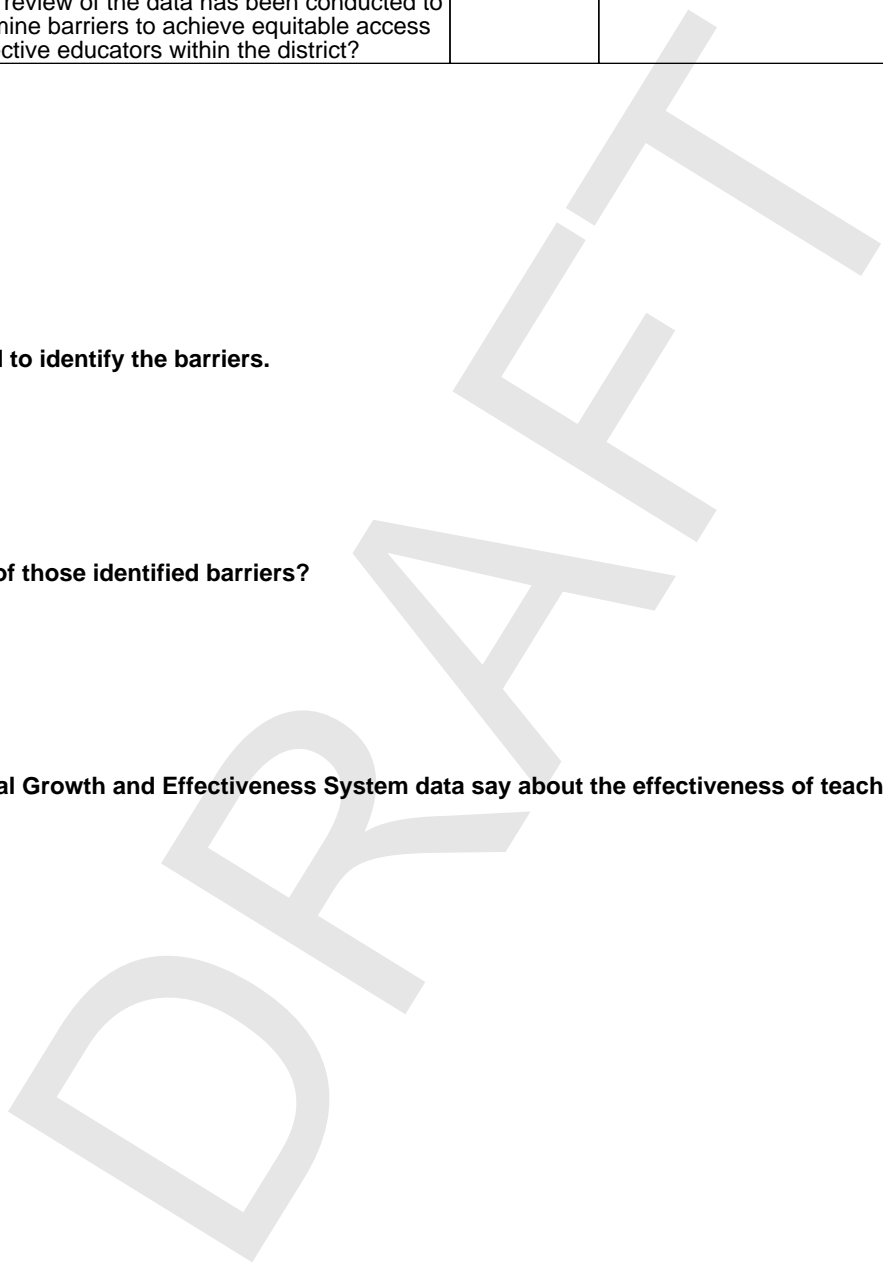 review of the data has been conducted to
mine barriers to achieve equitable access
ective educators within the district?
to identify the barriers.
of those identified barriers?
al Growth and Effectiveness System data say about the effectiveness of teach
DRAFT